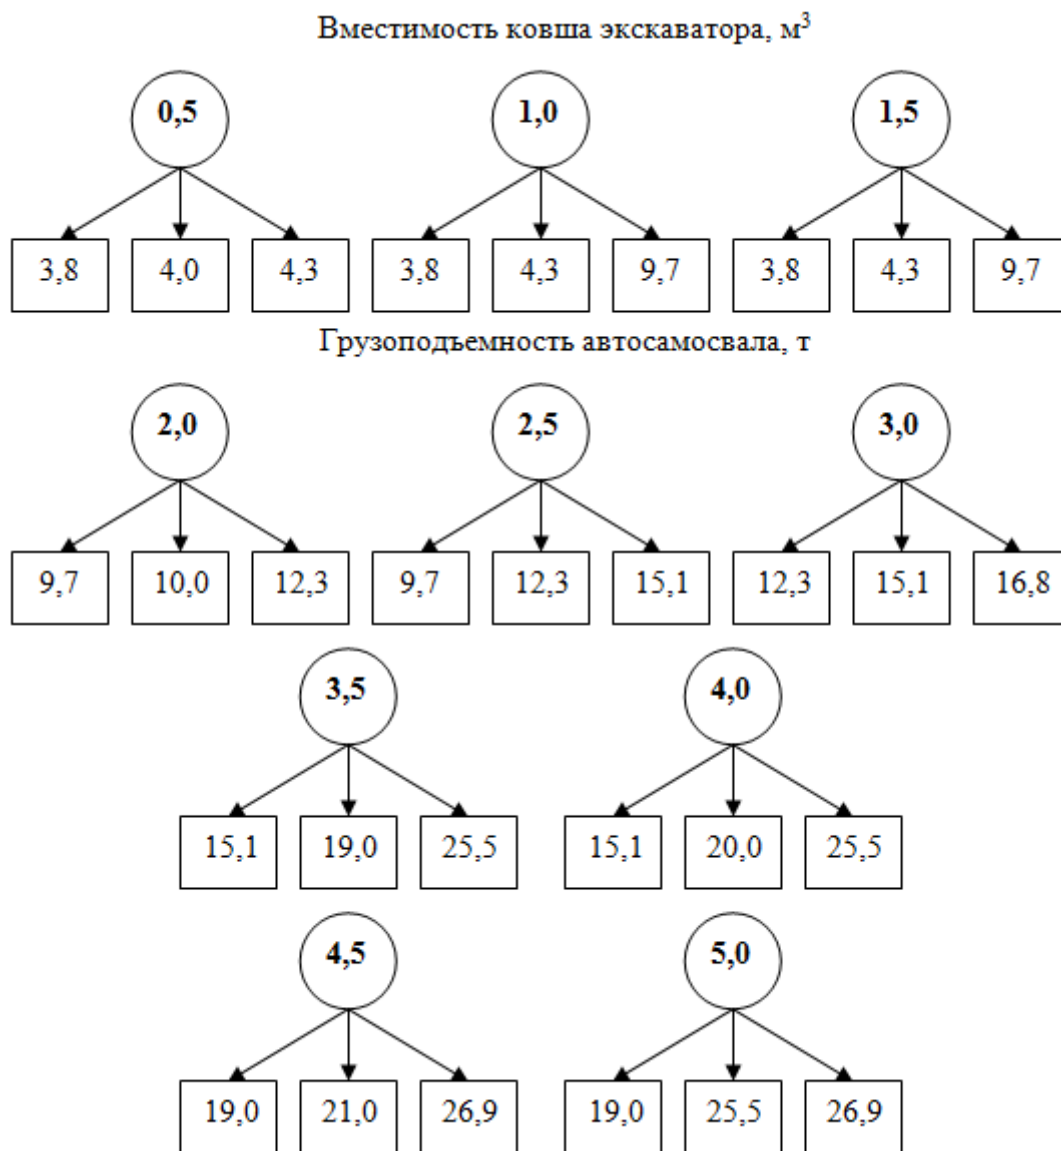 Вместимость ковша экскаватора, м³
0,5 1,0 1,5
3,8 4,0 4,3 3,8 4,3 9,7 3,8 4,3 9,7
Грузоподъемность автосамосвала, т
2,0 2,5 3,0
9,7 10,0 12,3 9,7 12,3 15,1 12,3 15,1 16,8
3,5 4,0
15,1 19,0 25,5 15,1 20,0 25,5
4,5 5,0
19,0 21,0 26,9 19,0 25,5 26,9